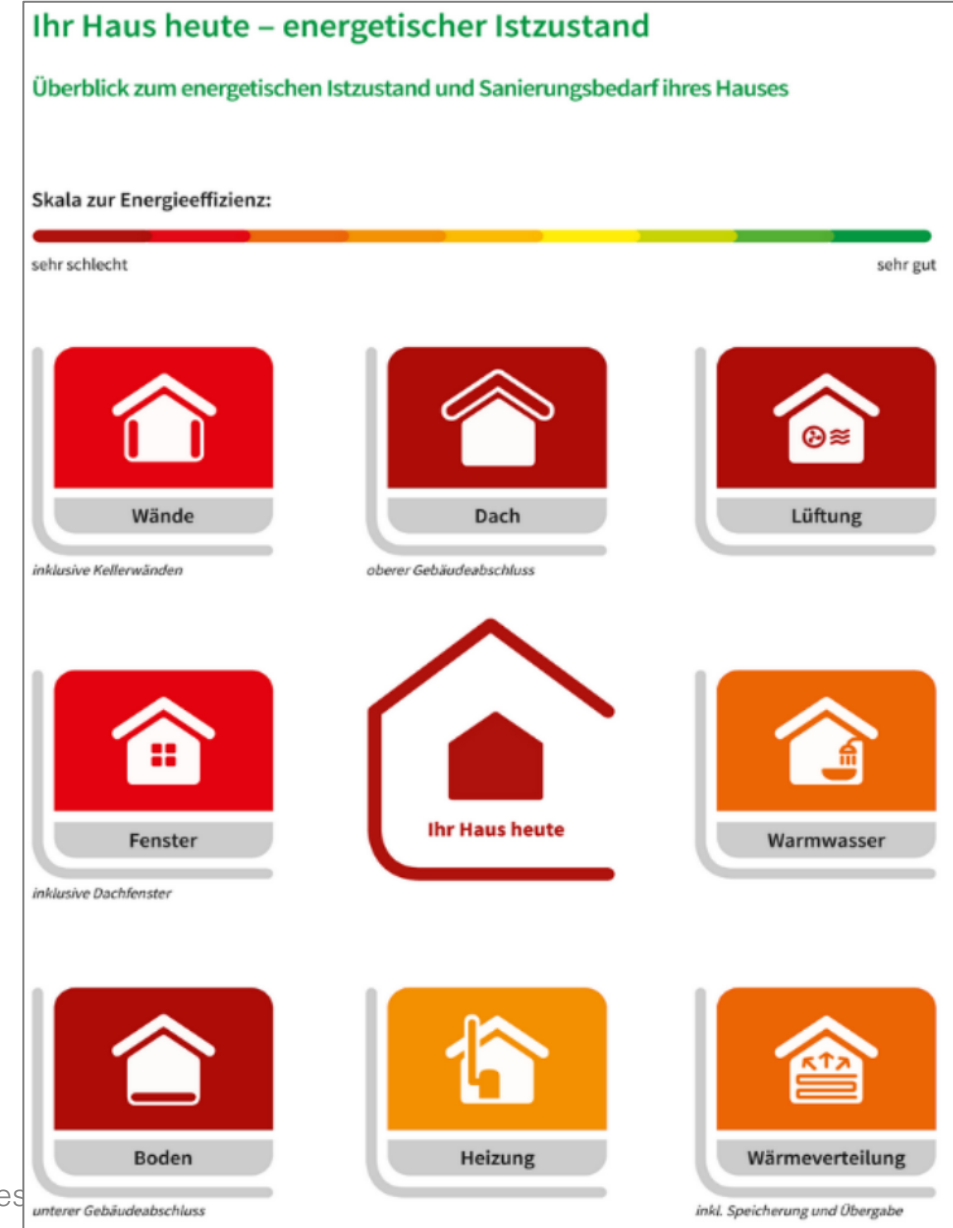 Ihr Haus heute – energetischer Istzustand
Überblick zum energetischen Istzustand und Sanierungsbedarf ihres Hauses
Skala zur Energieeffizienz:
sehr schlecht
sehr gut
Wände
inklusive Kellerwänden
Dach
oberer Gebäudeabschluss
Lüftung
Fenster
inklusive Dachfenster
Ihr Haus heute
Warmwasser
Boden
unterer Gebäudeabschluss
Heizung
Wärmeverteilung
inkl. Speicherung und Übergabe